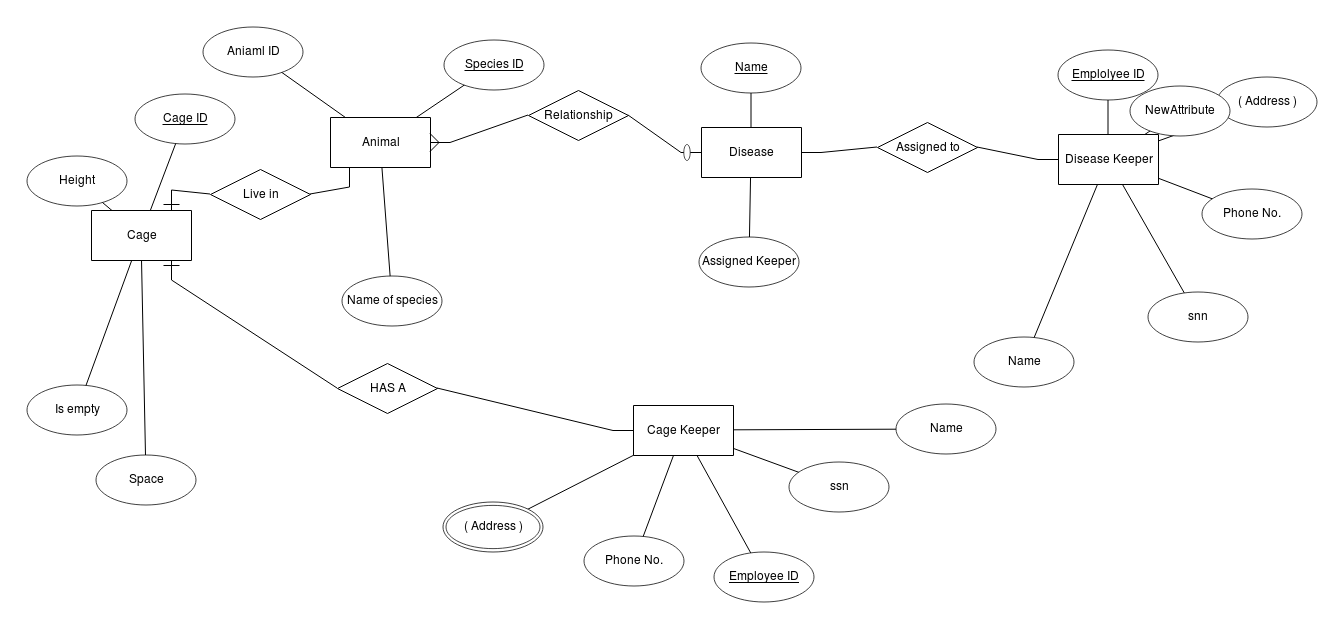 Aniaml ID
Species ID
Name
Emplolyee ID
NewAttribute
( Address )
Cage ID
Relationship
Animal
Disease
Assigned to
Disease Keeper
Height
Live in
Phone No.
Cage
Assigned Keeper
Name of species
snn
Name
HAS A
Is empty
Cage Keeper
Name
Space
ssn
( Address )
Phone No.
Employee ID